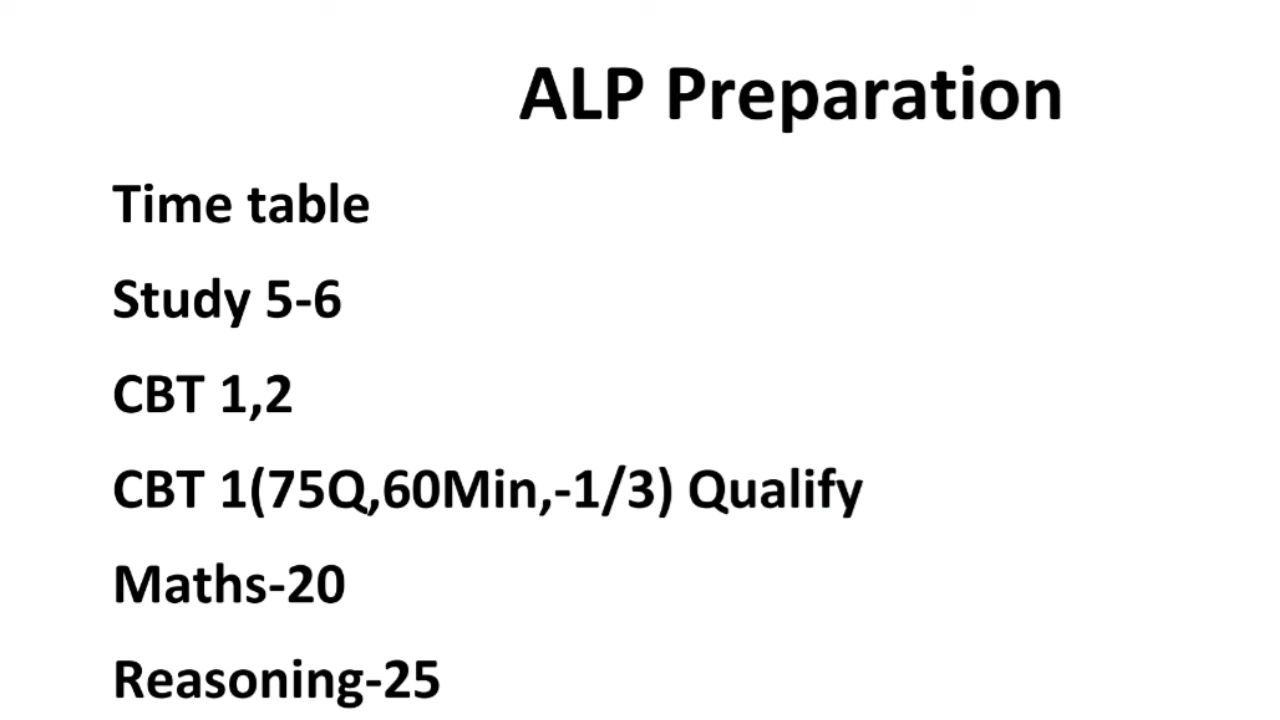 ALP Preparation
Time table
Study 5-6
CBT 1,2
CBT 1(75Q,60Min,-1/3) Qualify
Maths-20
Reasoning-25